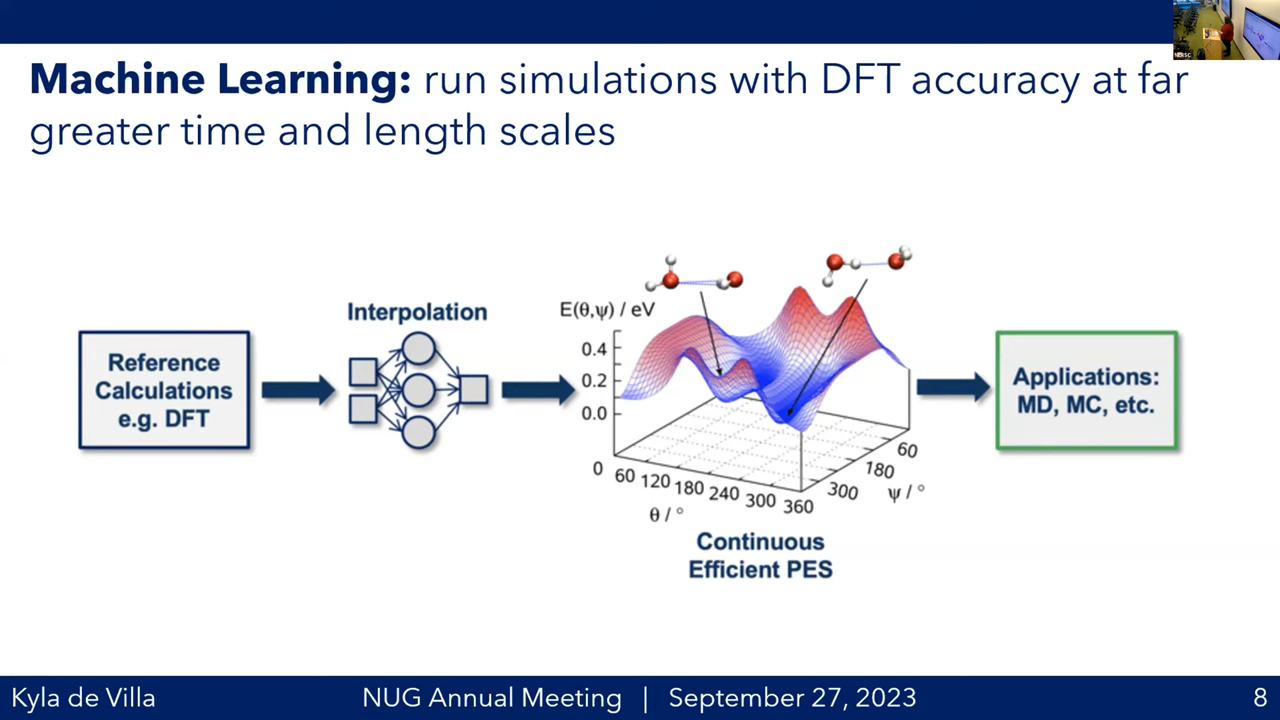 Machine Learning: run simulations with DFT accuracy at far
greater time and length scales
Reference
Calculations
e.g. DFT
Interpolation
E(θ,ψ) / eV
0.4
0.2
0.0
0
60
120
180
240
300
360
θ / °
60
180
300
ψ / °
Continuous
Efficient PES
Applications:
MD, MC, etc.
Kyla de Villa
NUG Annual Meeting | September 27, 2023
8